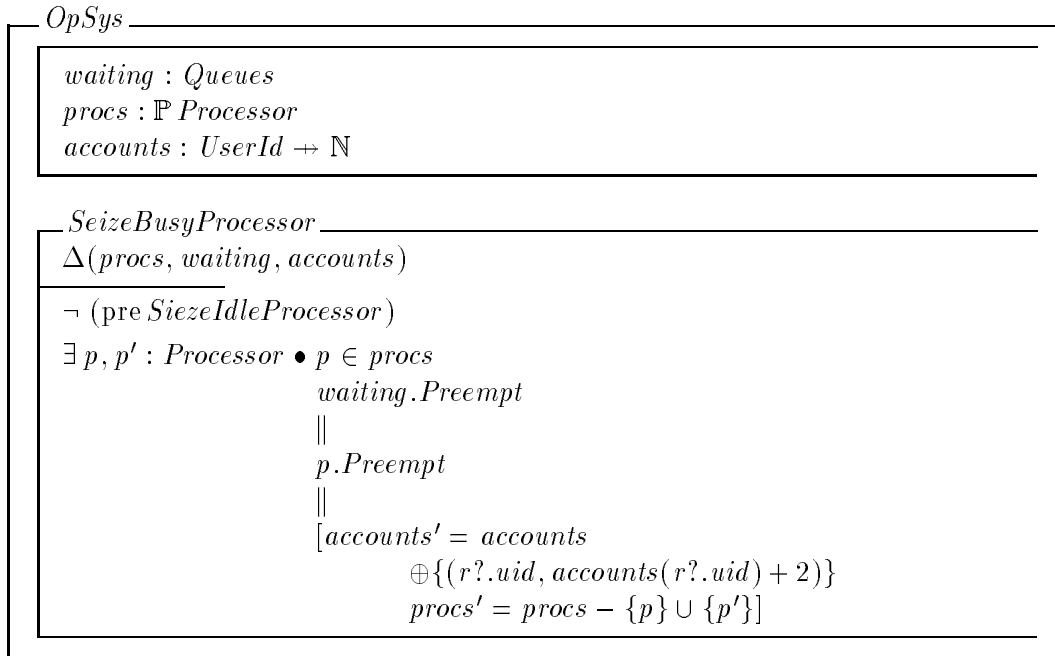 OpSys
waiting : Queues
procs : ℙ Processor
accounts : UserId ⇸ ℕ
SeizeBusyProcessor
Δ(procs, waiting, accounts)
¬ (pre SiezeIdleProcessor)
∃ p, p′ : Processor • p ∈ procs
waiting.Preempt
||
p.Preempt
||
[accounts′ = accounts
⊕{(r?.uid, accounts(r?.uid) + 2)}
procs′ = procs − {p} ∪ {p′}]